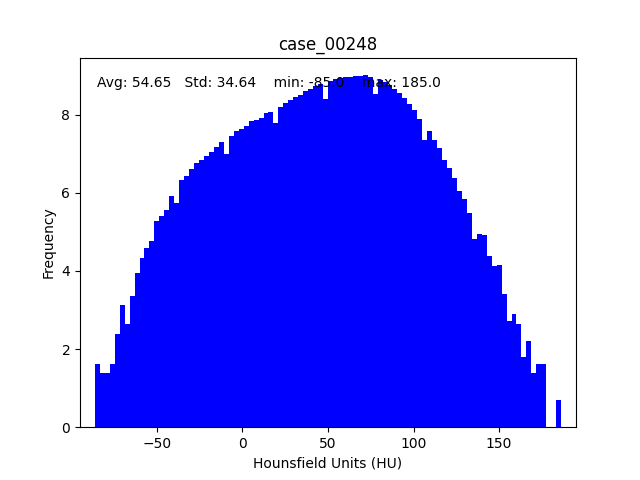 case_00248
Avg: 54.65 Std: 34.64 min: -85.0 max: 185.0
8
6
4
2
0
Frequency
−50 0 50 100 150
Hounsfield Units (HU)